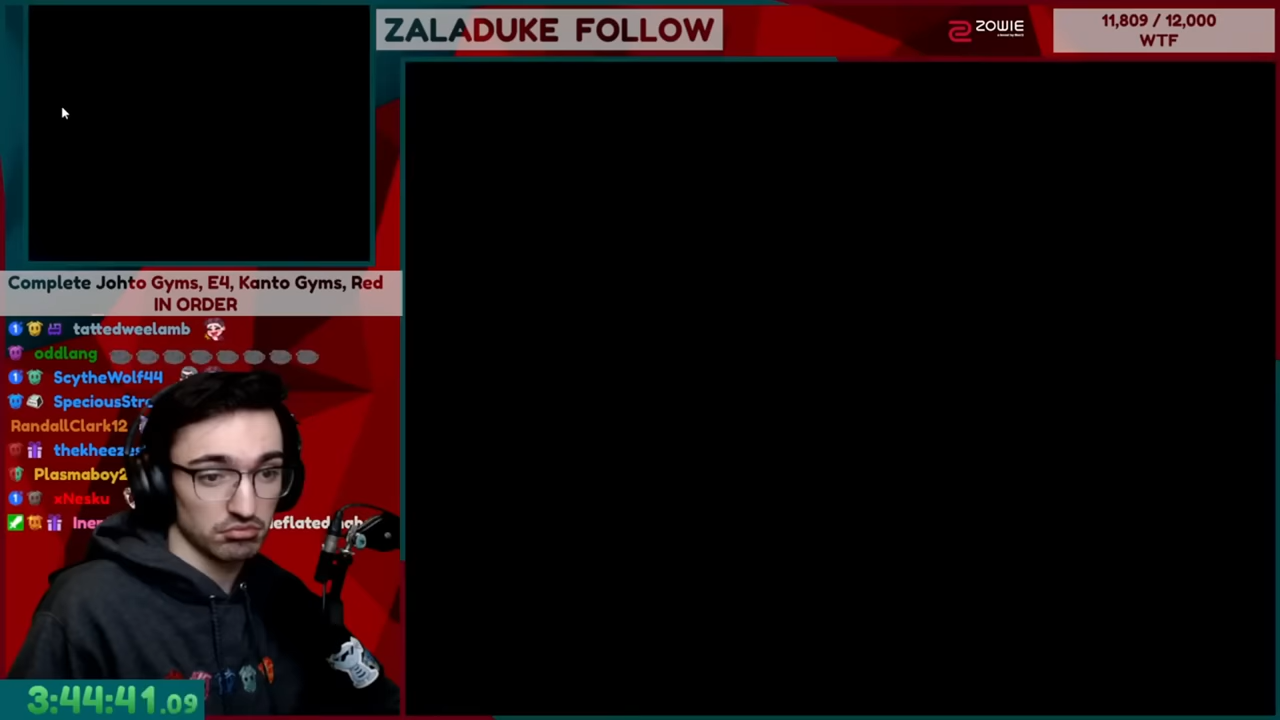 ZALADUKE FOLLOW
ZOWIE
11,809 / 12,000
WTF
Complete Johto Gyms, E4, Kanto Gyms, Red
IN ORDER
tattedweelamb
oddlang
ScytheWolf44
RandallClark12
xNesku
3:44:41.09